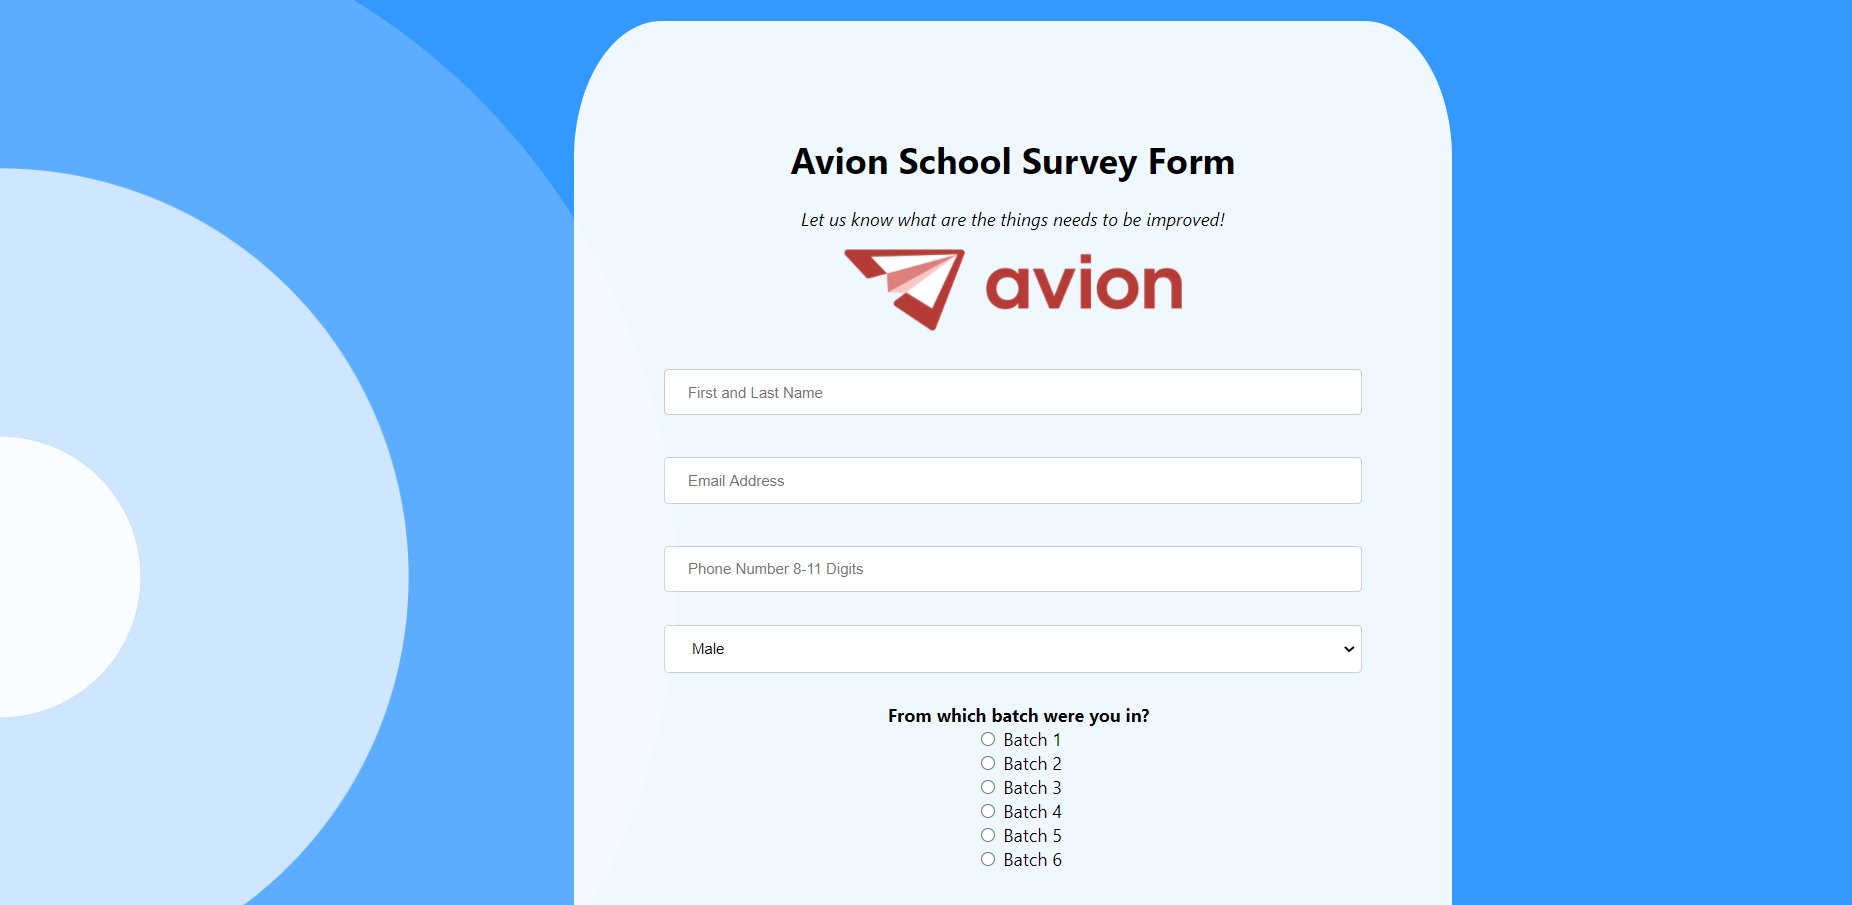 Avion School Survey Form
Let us know what are the things needs to be improved!
avion
First and Last Name
Email Address
Phone Number 8-11 Digits
Male
From which batch were you in?
Batch 1
Batch 2
Batch 3
Batch 4
Batch 5
Batch 6